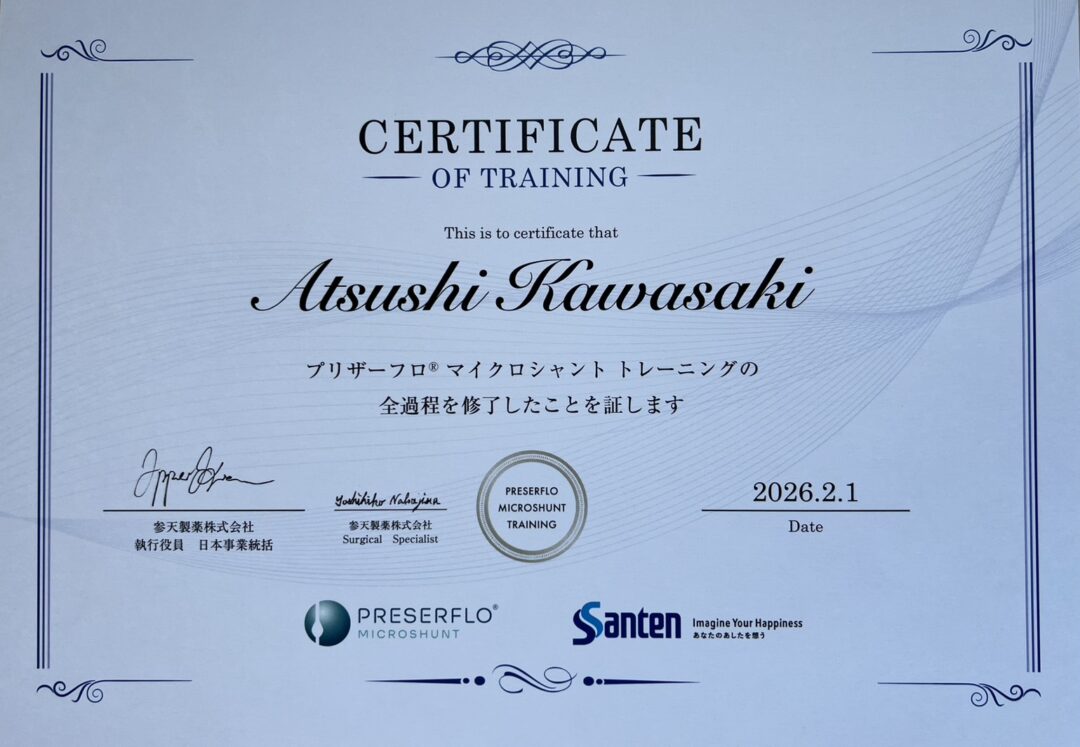 CERTIFICATE
OF TRAINING
This is to certificate that
Atsushi Kawasaki
プリザーフロ® マイクロシャント トレーニングの
全過程を修了したことを証します
Yoshihiko Nakajima
参天製薬株式会社
執行役員 日本事業統括
参天製薬株式会社
Surgical Specialist
PRESERFLO
MICROSHUNT
TRAINING
2026.2.1
Date
PRESERFLO®
MICROSHUNT
Santen
Imagine Your Happiness
あなたのあしたを想う